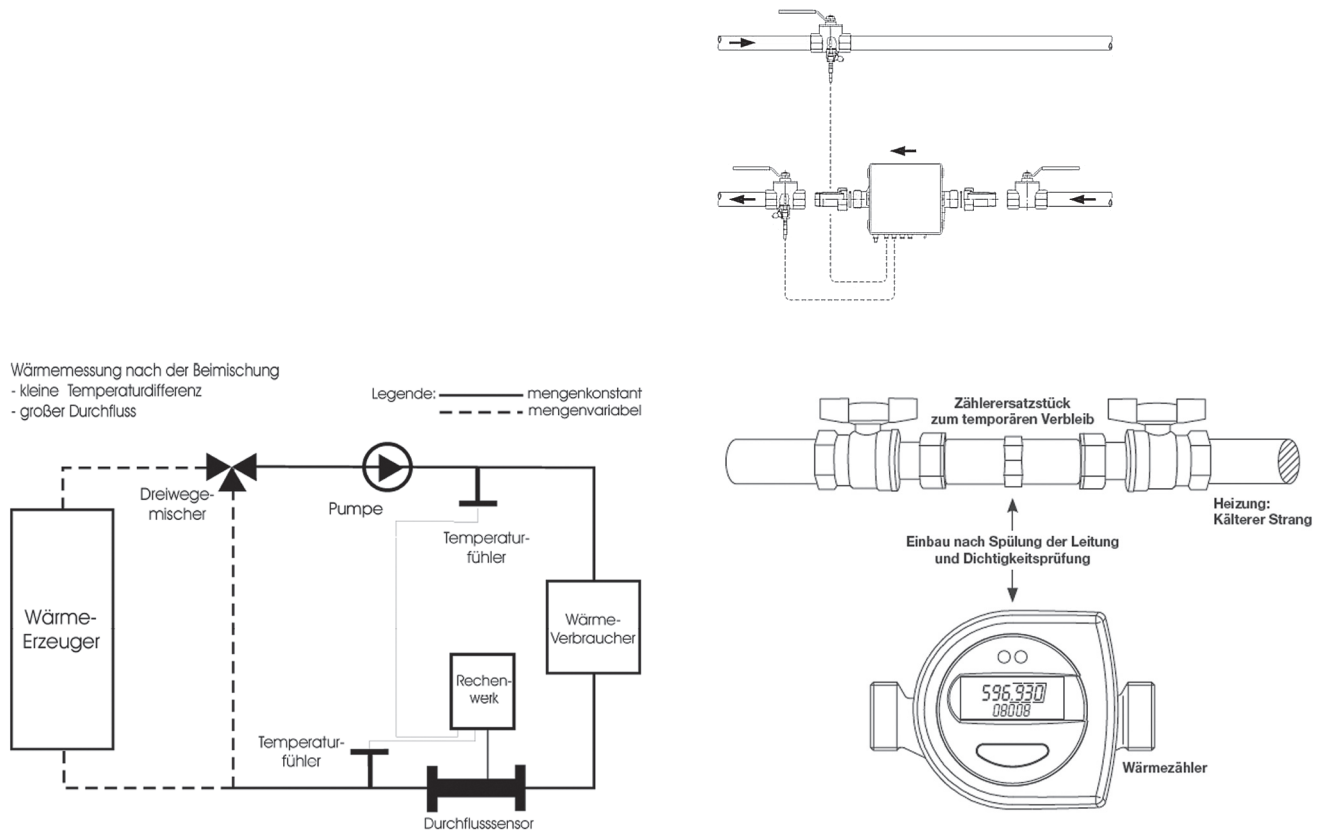 Wärmemessung nach der Beimischung
- kleine Temperaturdifferenz
- großer Durchfluss
Legende:
mengenkonstant
mengenvariabel
Dreiwege-
mischer
Pumpe
Temperatur-
fühler
Wärme-
Erzeuger
Wärme-
Verbraucher
Rechen-
werk
Temperatur-
fühler
Durchflusssensor
Zählerersatzstück
zum temporären Verbleib
Heizung:
Kälterer Strang
Einbau nach Spülung der Leitung
und Dichtigkeitsprüfung
596.930
08008
Wärmezähler